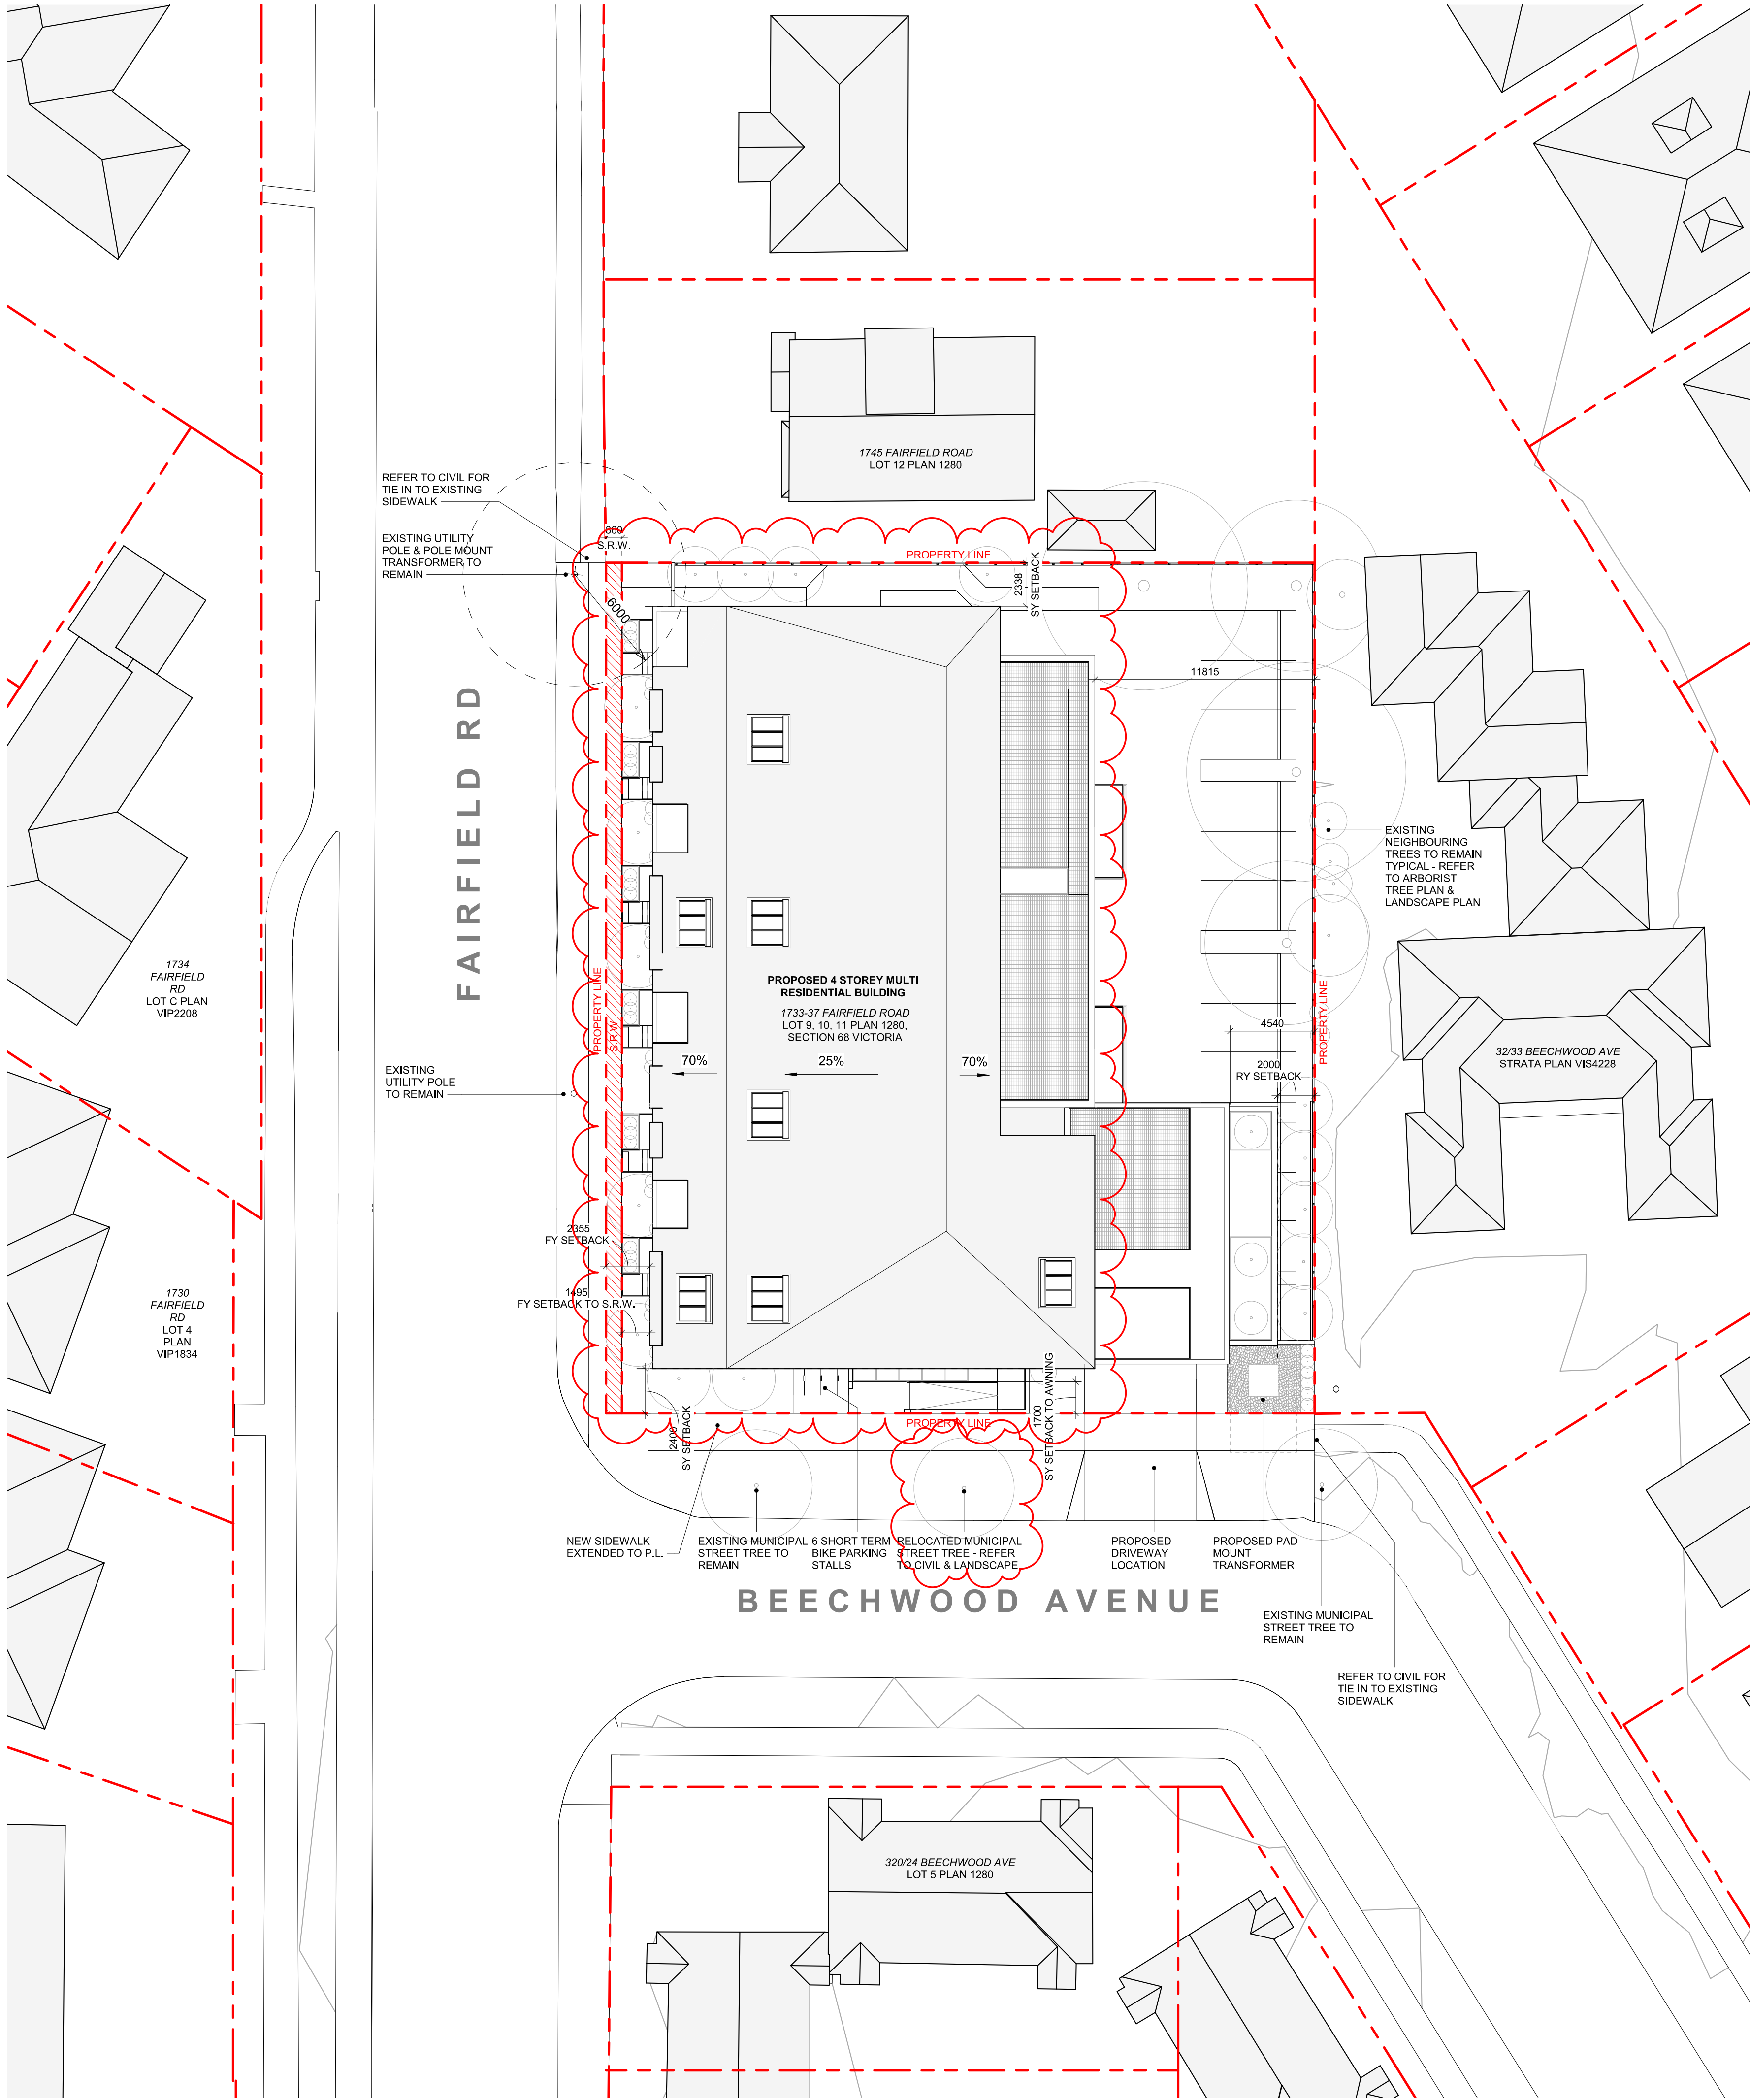 1745 FAIRFIELD ROAD
LOT 12 PLAN 1280
REFER TO CIVIL FOR
TIE IN TO EXISTING
SIDEWALK
EXISTING UTILITY
POLE & POLE MOUNT
TRANSFORMER TO
REMAIN
860
S.R.W.
PROPERTY LINE
2338
SY SETBACK
6000
11815
FAIRFIELD RD
EXISTING
NEIGHBOURING
TREES TO REMAIN
TYPICAL - REFER
TO ARBORIST
TREE PLAN &
LANDSCAPE PLAN
1734
FAIRFIELD
RD
LOT C PLAN
VIP2208
PROPERTY LINE
S.R.W
PROPOSED 4 STOREY MULTI
RESIDENTIAL BUILDING
1733-37 FAIRFIELD ROAD
LOT 9, 10, 11 PLAN 1280,
SECTION 68 VICTORIA
70%
25%
70%
PROPERTY LINE
4540
2000
RY SETBACK
32/33 BEECHWOOD AVE
STRATA PLAN VIS4228
EXISTING
UTILITY POLE
TO REMAIN
2355
FY SETBACK
1495
FY SETBACK TO S.R.W.
1730
FAIRFIELD
RD
LOT 4
PLAN
VIP1834
2400
SY SETBACK
PROPERTY LINE
1700
SY SETBACK TO AWNING
NEW SIDEWALK
EXTENDED TO P.L.
EXISTING MUNICIPAL
STREET TREE TO
REMAIN
6 SHORT TERM
BIKE PARKING
STALLS
RELOCATED MUNICIPAL
STREET TREE - REFER
TO CIVIL & LANDSCAPE
PROPOSED
DRIVEWAY
LOCATION
PROPOSED PAD
MOUNT
TRANSFORMER
BEECHWOOD AVENUE
EXISTING MUNICIPAL
STREET TREE TO
REMAIN
REFER TO CIVIL FOR
TIE IN TO EXISTING
SIDEWALK
320/24 BEECHWOOD AVE
LOT 5 PLAN 1280